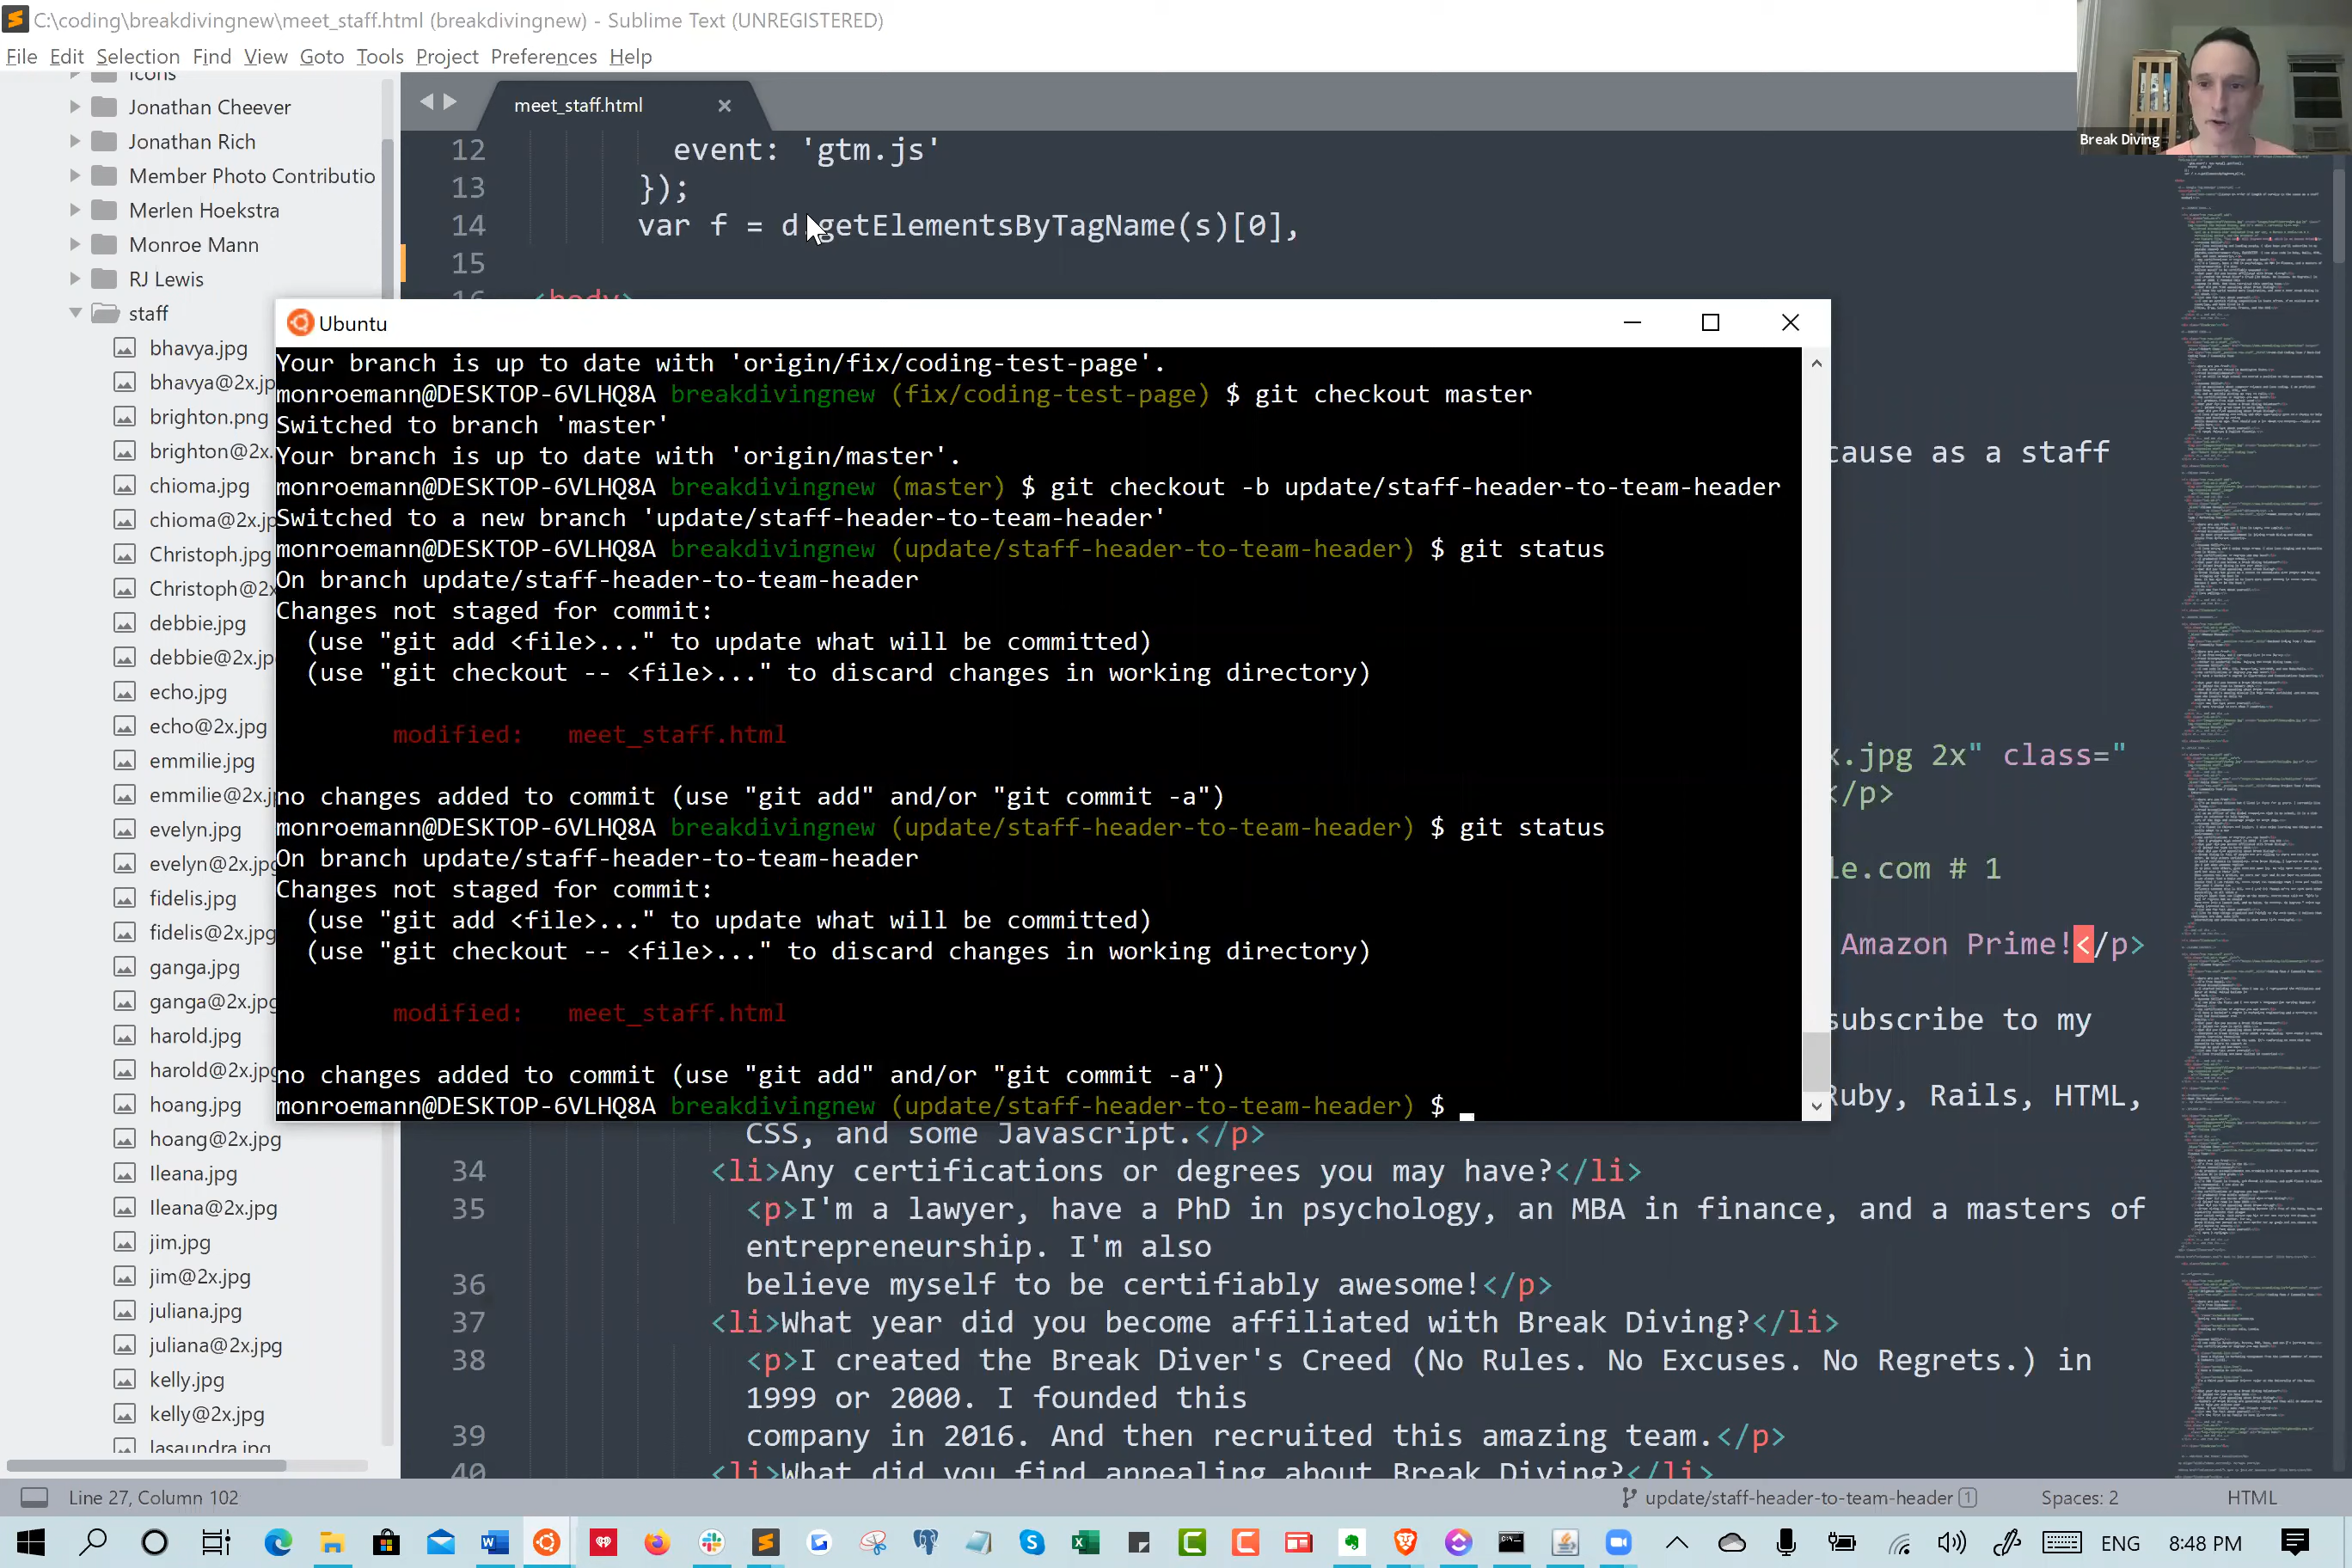 C:\coding\breakdivingnew\meet_staff.html (breakdivingnew) - Sublime Text (UNREGISTERED)
File Edit Selection Find View Goto Tools Project Preferences Help
icons
Jonathan Cheever
Jonathan Rich
Member Photo Contributio
Merlen Hoekstra
Monroe Mann
RJ Lewis
staff
bhavya.jpg
bhavya@2x.jp
brighton.png
brighton@2x.
chioma.jpg
chioma@2x.jp
Christoph.jpg
Christoph@2x
debbie.jpg
debbie@2x.jp
echo.jpg
echo@2x.jpg
emmilie.jpg
emmilie@2x.j
evelyn.jpg
evelyn@2x.jpg
fidelis.jpg
fidelis@2x.jpg
ganga.jpg
ganga@2x.jpg
harold.jpg
harold@2x.jpg
hoang.jpg
hoang@2x.jpg
Ileana.jpg
Ileana@2x.jpg
jim.jpg
jim@2x.jpg
juliana.jpg
juliana@2x.jpg
kelly.jpg
kelly@2x.jpg
lasaundra.jpg
meet_staff.html
12 event: 'gtm.js'
13 });
14 var f = d.getElementsByTagName(s)[0],
15
16 <body>
Break Diving
Ubuntu
Your branch is up to date with 'origin/fix/coding-test-page'.
monroemann@DESKTOP-6VLHQ8A breakdivingnew (fix/coding-test-page) $ git checkout master
Switched to branch 'master'
Your branch is up to date with 'origin/master'.
monroemann@DESKTOP-6VLHQ8A breakdivingnew (master) $ git checkout -b update/staff-header-to-team-header
Switched to a new branch 'update/staff-header-to-team-header'
monroemann@DESKTOP-6VLHQ8A breakdivingnew (update/staff-header-to-team-header) $ git status
On branch update/staff-header-to-team-header
Changes not staged for commit:
(use "git add <file>..." to update what will be committed)
(use "git checkout -- <file>..." to discard changes in working directory)
modified: meet_staff.html
no changes added to commit (use "git add" and/or "git commit -a")
monroemann@DESKTOP-6VLHQ8A breakdivingnew (update/staff-header-to-team-header) $ git status
On branch update/staff-header-to-team-header
Changes not staged for commit:
(use "git add <file>..." to update what will be committed)
(use "git checkout -- <file>..." to discard changes in working directory)
modified: meet_staff.html
no changes added to commit (use "git add" and/or "git commit -a")
monroemann@DESKTOP-6VLHQ8A breakdivingnew (update/staff-header-to-team-header) $
cause as a staff
x.jpg 2x" class="
</p>
le.com # 1
Amazon Prime!</p>
subscribe to my
Ruby, Rails, HTML,
CSS, and some Javascript.</p>
34 <li>Any certifications or degrees you may have?</li>
35 <p>I'm a lawyer, have a PhD in psychology, an MBA in finance, and a masters of
entrepreneurship. I'm also
36 believe myself to be certifiably awesome!</p>
37 <li>What year did you become affiliated with Break Diving?</li>
38 <p>I created the Break Diver's Creed (No Rules. No Excuses. No Regrets.) in
1999 or 2000. I founded this
39 company in 2016. And then recruited this amazing team.</p>
40 <li>What did you find appealing about Break Diving?</li>
Line 27, Column 102
update/staff-header-to-team-header 1
Spaces: 2
HTML
ENG
8:48 PM